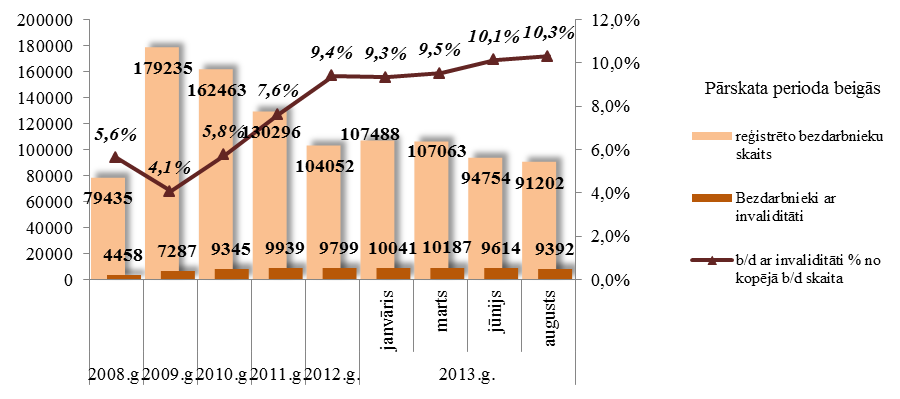 200000
180000
160000
140000
120000
100000
80000
60000
40000
20000
0
12,0%
10,0%
8,0%
6,0%
4,0%
2,0%
0,0%
5,6%
4,1%
5,8%
7,6%
9,4%
9,3%
9,5%
10,1%
10,3%
79435
179235
162463
130296
104052
107488
107063
94754
91202
4458
7287
9345
9939
9799
10041
10187
9614
9392
janvāris
marts
jūnijs
augusts
2008.g.
2009.g.
2010.g.
2011.g.
2012.g.
2013.g.
Pārskata perioda beigās
reģistrēto bezdarbnieku
skaits
Bezdarbnieki ar
invaliditāti
b/d ar invaliditāti % no
kopējā b/d skaita